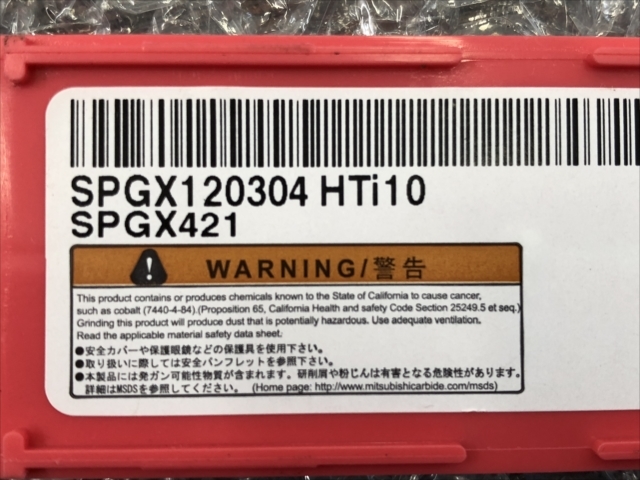 SPGX120304 HTi10
SPGX421
! WARNING/警告
This product contains or produces chemicals known to the State of California to cause cancer,
such as cobalt (7440-4-84).(Proposition 65, California Health and safety Code Section 25249.5 et seq.)
Grinding this product will produce dust that is potentially hazardous. Use adequate ventilation.
Read the applicable material safety data sheet.
●安全カバーや保護眼鏡などの保護具を使用下さい。
●取り扱いに際しては安全パンフレットを参照下さい。
●本製品には発ガン可能性物質が含まれます。研削屑や粉じんは有害となる危険性があります。
詳細はMSDSを参照してください。 (Home page: http://www.mitsubishicarbide.com/msds)